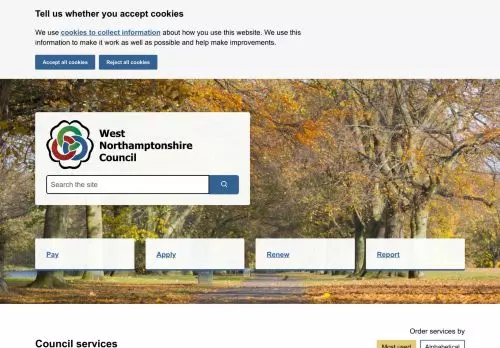 Tell us whether you accept cookies
We use cookies to collect information about how you use this website. We use this
information to make it work as well as possible and help make improvements.
Accept all cookies
Reject all cookies
West
Northamptonshire
Council
Search the site
Pay
Apply
Renew
Report
Order services by
Council services
Most used
Alphabetical